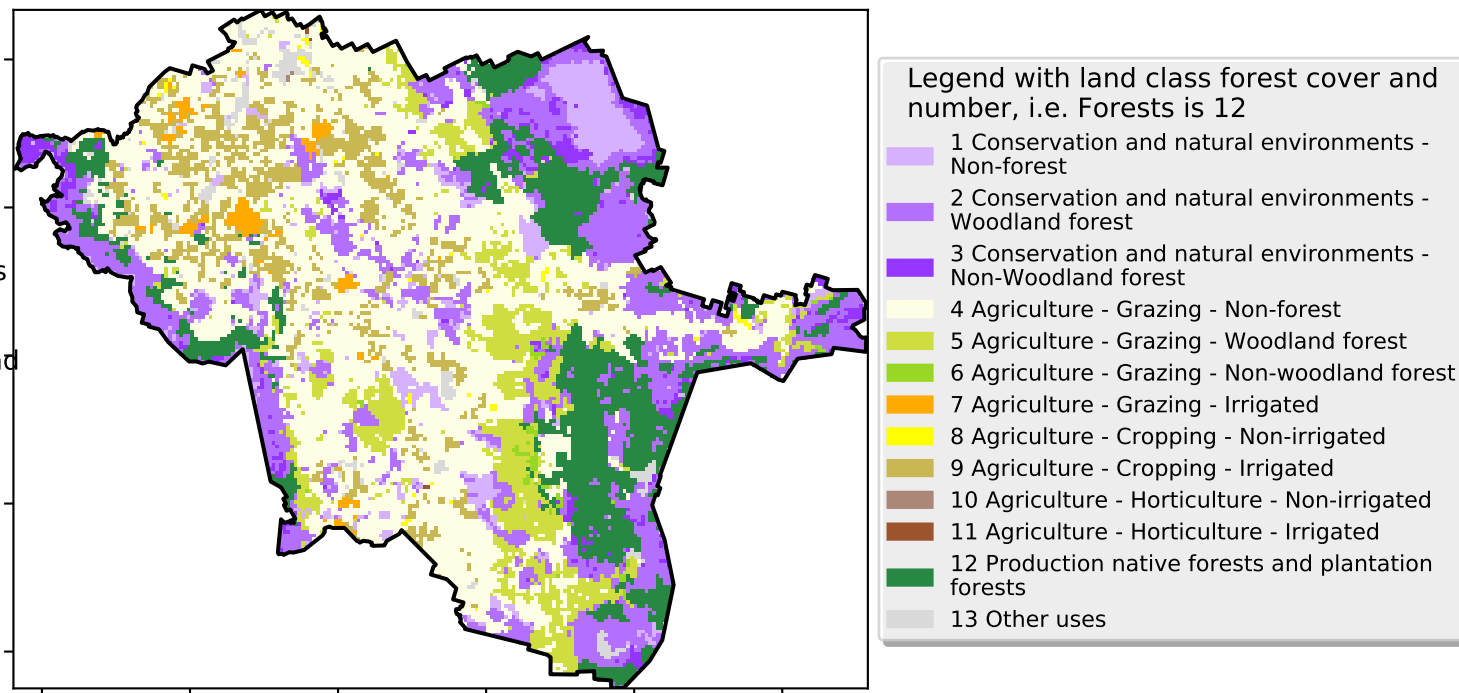 s
nd
Legend with land class forest cover and
number, i.e. Forests is 12
1 Conservation and natural environments -
Non-forest
2 Conservation and natural environments -
Woodland forest
3 Conservation and natural environments -
Non-Woodland forest
4 Agriculture - Grazing - Non-forest
5 Agriculture - Grazing - Woodland forest
6 Agriculture - Grazing - Non-woodland forest
7 Agriculture - Grazing - Irrigated
8 Agriculture - Cropping - Non-irrigated
9 Agriculture - Cropping - Irrigated
10 Agriculture - Horticulture - Non-irrigated
11 Agriculture - Horticulture - Irrigated
12 Production native forests and plantation
forests
13 Other uses